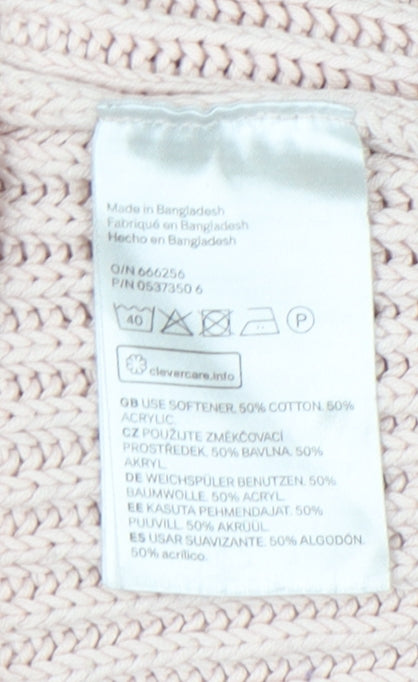 Made in Bangladesh
Fabriqué en Bangladesh
Hecho en Bangladesh
O/N 666256
P/N 0537350 6
40 P
clevercare.info
GB USE SOFTENER. 50% COTTON. 50%
ACRYLIC.
CZ POUŽIJTE ZMĚKČOVACÍ
PROSTŘEDEK. 50% BAVLNA. 50%
AKRYL.
DE WEICHSPÜLER BENUTZEN. 50%
BAUMWOLLE. 50% ACRYL.
EE KASUTA PEHMENDAJAT. 50%
PUUVILL. 50% AKRÜÜL.
ES USAR SUAVIZANTE. 50% ALGODÓN.
50% acrílico.